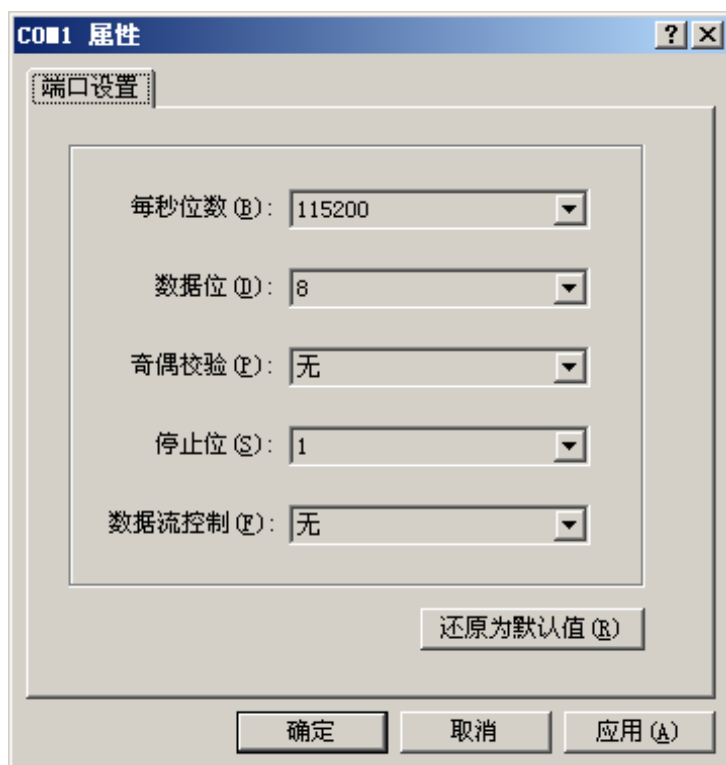 COM1 属性
端口设置
每秒位数(B): 115200
数据位(D): 8
奇偶校验(P): 无
停止位(S): 1
数据流控制(F): 无
还原为默认值(R)
确定 取消 应用(A)